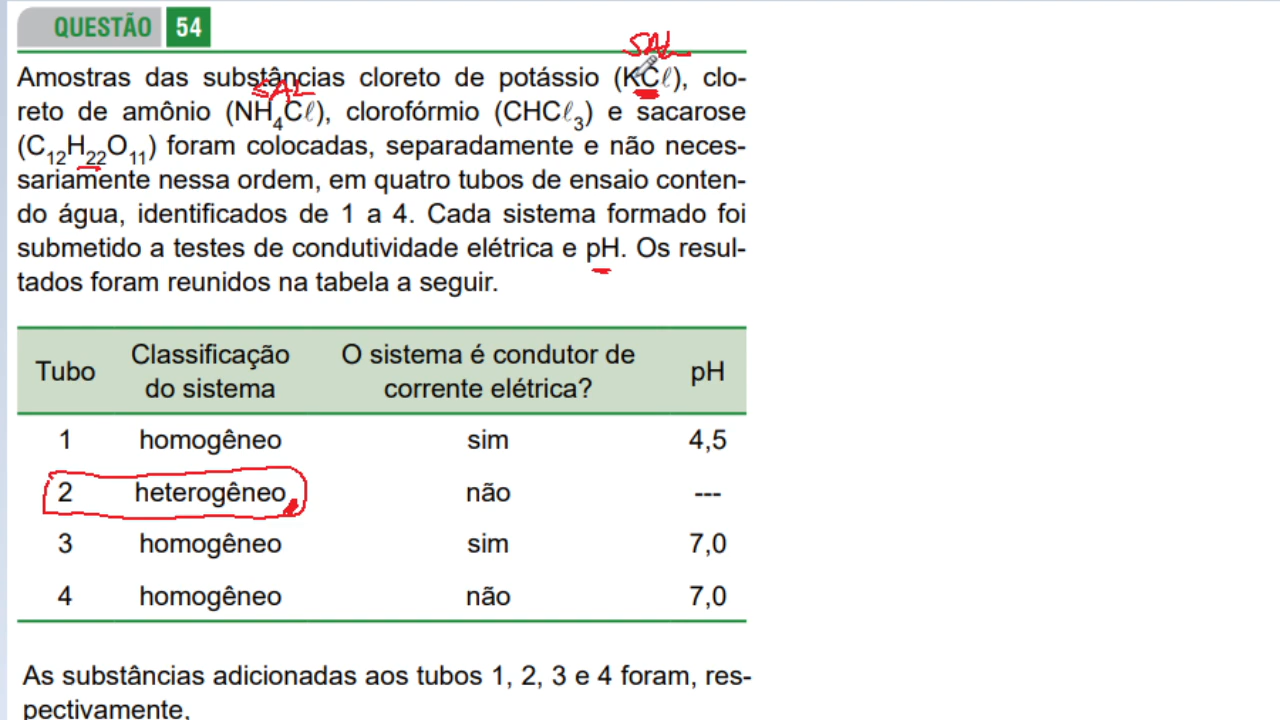 QUESTÃO 54
SAL
Amostras das substâncias cloreto de potássio (KCℓ), clo-
SAL
reto de amônio (NH₄Cℓ), clorofórmio (CHCℓ₃) e sacarose
(C₁₂H₂₂O₁₁) foram colocadas, separadamente e não neces-
sariamente nessa ordem, em quatro tubos de ensaio conten-
do água, identificados de 1 a 4. Cada sistema formado foi
submetido a testes de condutividade elétrica e pH. Os resul-
tados foram reunidos na tabela a seguir.
Tubo Classificação do sistema O sistema é condutor de corrente elétrica? pH
1 homogêneo sim 4,5
2 heterogêneo não ---
3 homogêneo sim 7,0
4 homogêneo não 7,0
As substâncias adicionadas aos tubos 1, 2, 3 e 4 foram, res-
pectivamente,